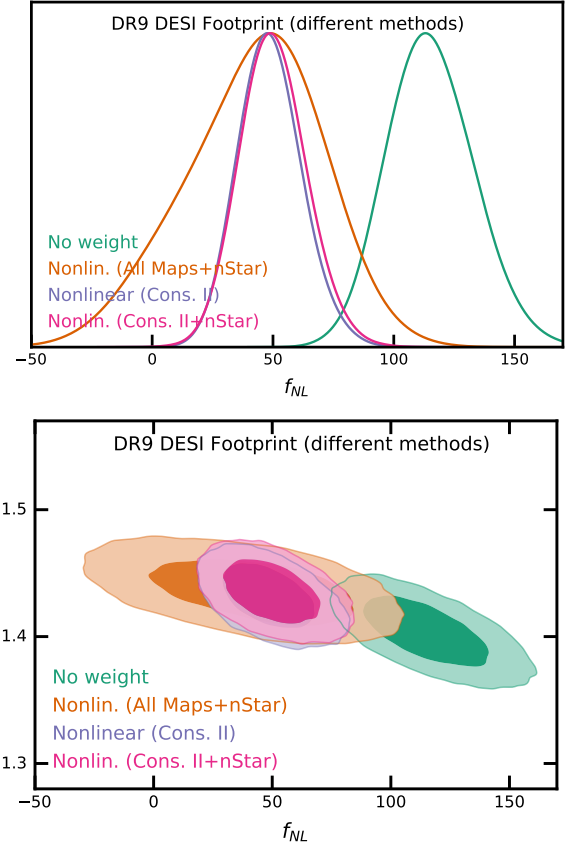 DR9 DESI Footprint (different methods)
No weight
Nonlin. (All Maps+nStar)
Nonlinear (Cons. II)
Nonlin. (Cons. II+nStar)
−50 0 50 100 150
fNL
DR9 DESI Footprint (different methods)
1.5
1.4
No weight
Nonlin. (All Maps+nStar)
Nonlinear (Cons. II)
Nonlin. (Cons. II+nStar)
1.3
−50 0 50 100 150
fNL